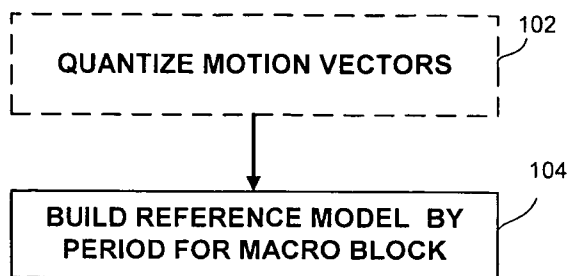 102
QUANTIZE MOTION VECTORS
104
BUILD REFERENCE MODEL BY
PERIOD FOR MACRO BLOCK